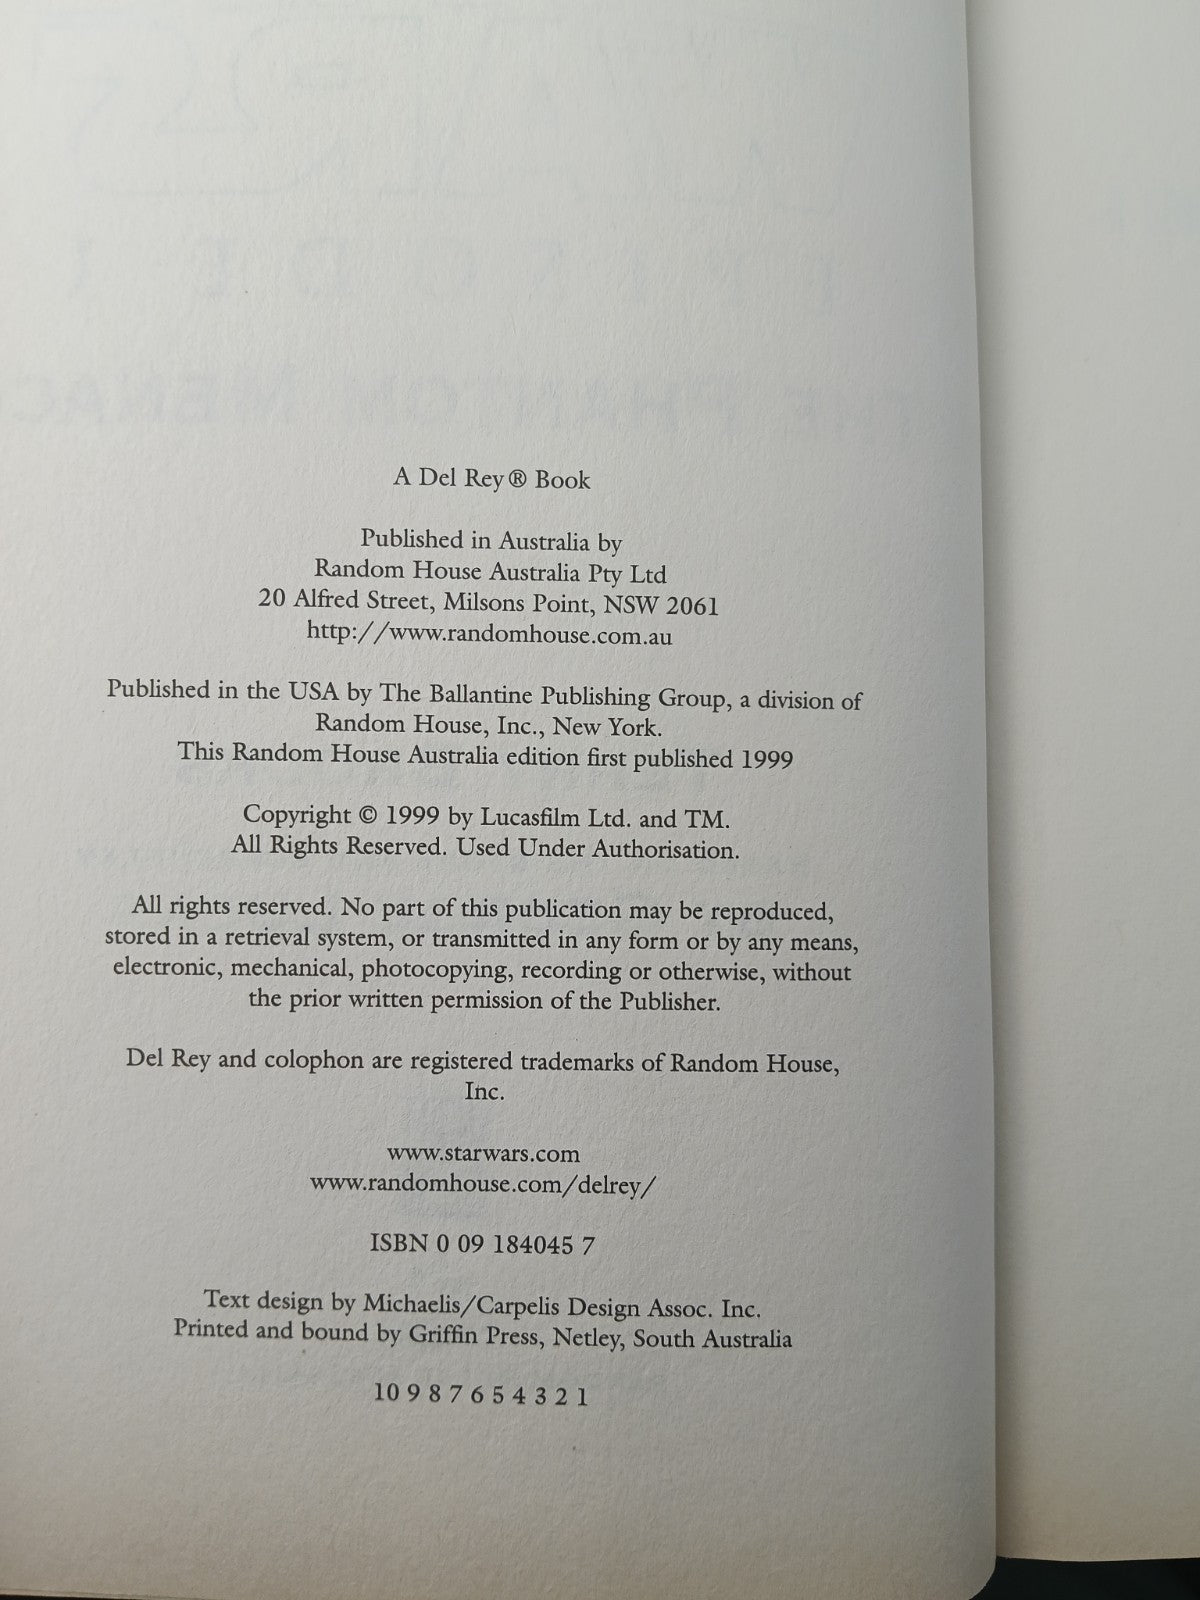 A Del Rey® Book
Published in Australia by
Random House Australia Pty Ltd
20 Alfred Street, Milsons Point, NSW 2061
http://www.randomhouse.com.au
Published in the USA by The Ballantine Publishing Group, a division of
Random House, Inc., New York.
This Random House Australia edition first published 1999
Copyright © 1999 by Lucasfilm Ltd. and TM.
All Rights Reserved. Used Under Authorisation.
All rights reserved. No part of this publication may be reproduced,
stored in a retrieval system, or transmitted in any form or by any means,
electronic, mechanical, photocopying, recording or otherwise, without
the prior written permission of the Publisher.
Del Rey and colophon are registered trademarks of Random House,
Inc.
www.starwars.com
www.randomhouse.com/delrey/
ISBN 0 09 184045 7
Text design by Michaelis/Carpelis Design Assoc. Inc.
Printed and bound by Griffin Press, Netley, South Australia
10 9 8 7 6 5 4 3 2 1